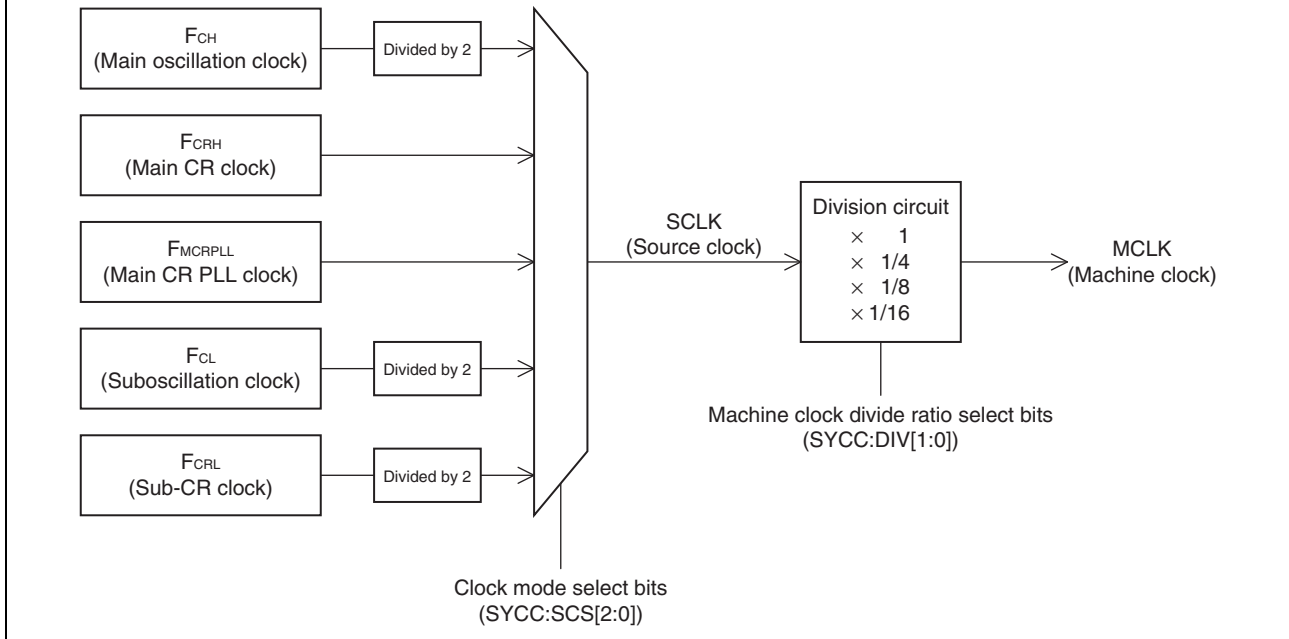 FCH
(Main oscillation clock)
Divided by 2
FCRH
(Main CR clock)
FMCRPLL
(Main CR PLL clock)
FCL
(Suboscillation clock)
Divided by 2
FCRL
(Sub-CR clock)
Divided by 2
Clock mode select bits
(SYCC:SCS[2:0])
SCLK
(Source clock)
Division circuit
× 1
× 1/4
× 1/8
× 1/16
Machine clock divide ratio select bits
(SYCC:DIV[1:0])
MCLK
(Machine clock)